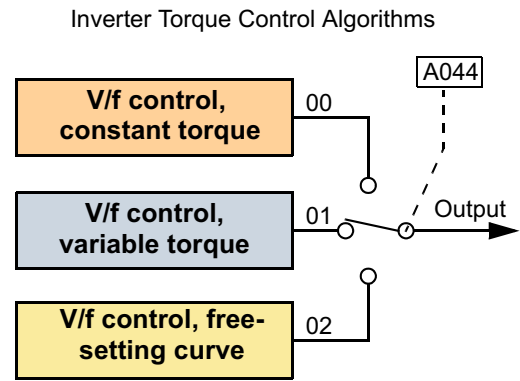 Inverter Torque Control Algorithms
A044
V/f control,
constant torque
00
V/f control,
variable torque
01
Output
V/f control, free-
setting curve
02